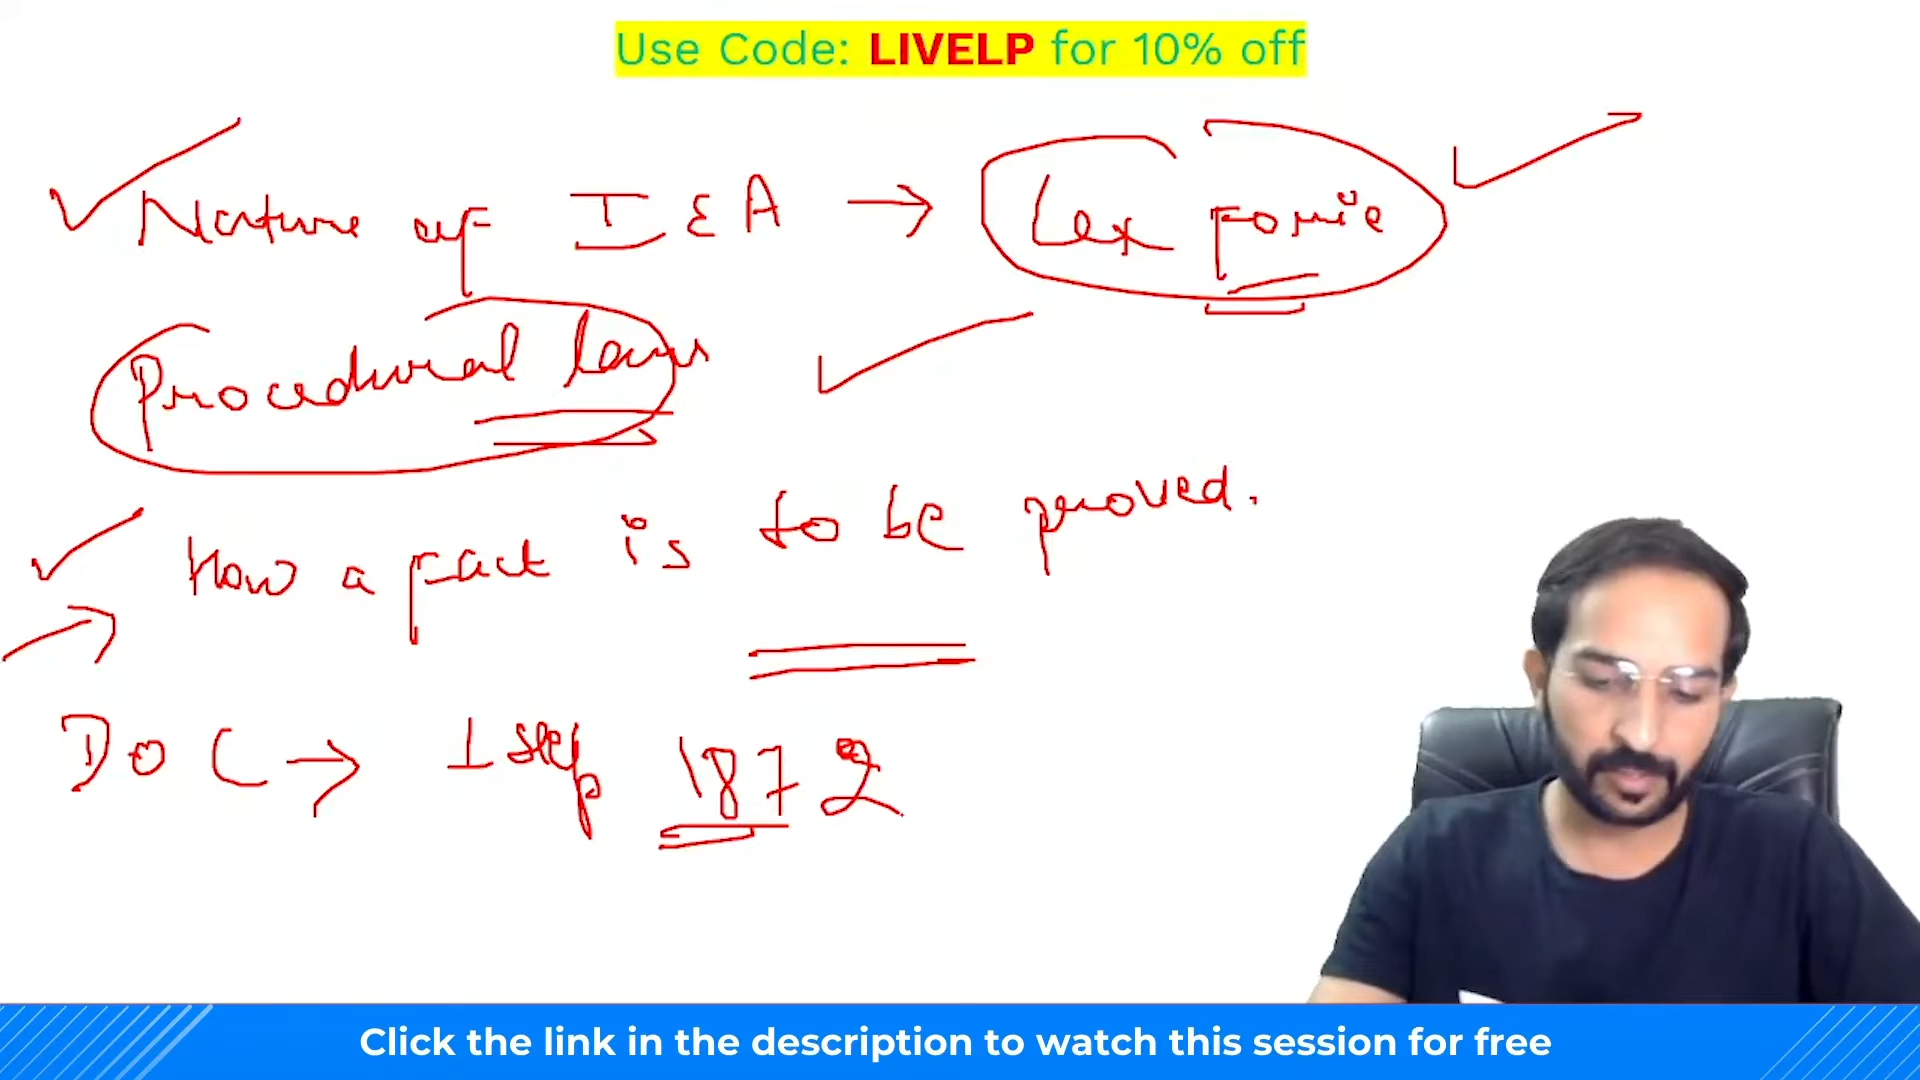 Use Code: LIVELP for 10% off
Nature of IEA → Lex forie
Procedural laws
How a fact is to be proved.
DOC → 1 sep 1872
Click the link in the description to watch this session for free